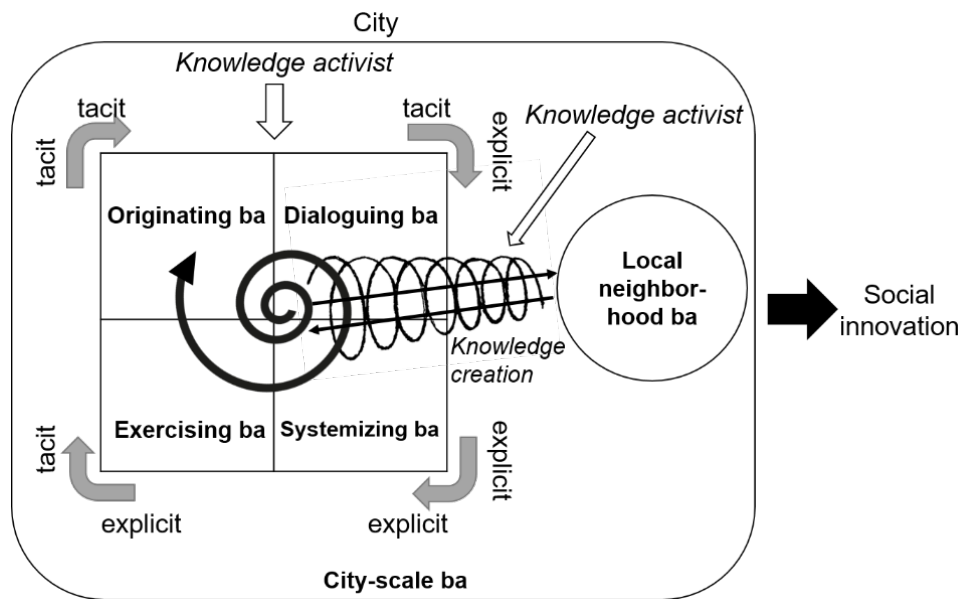 City
Knowledge activist
tacit
tacit
tacit
explicit
Knowledge activist
Originating ba
Dialoguing ba
Local
neighbor-
hood ba
Social
innovation
Knowledge
creation
Exercising ba
Systemizing ba
tacit
explicit
explicit
explicit
City-scale ba